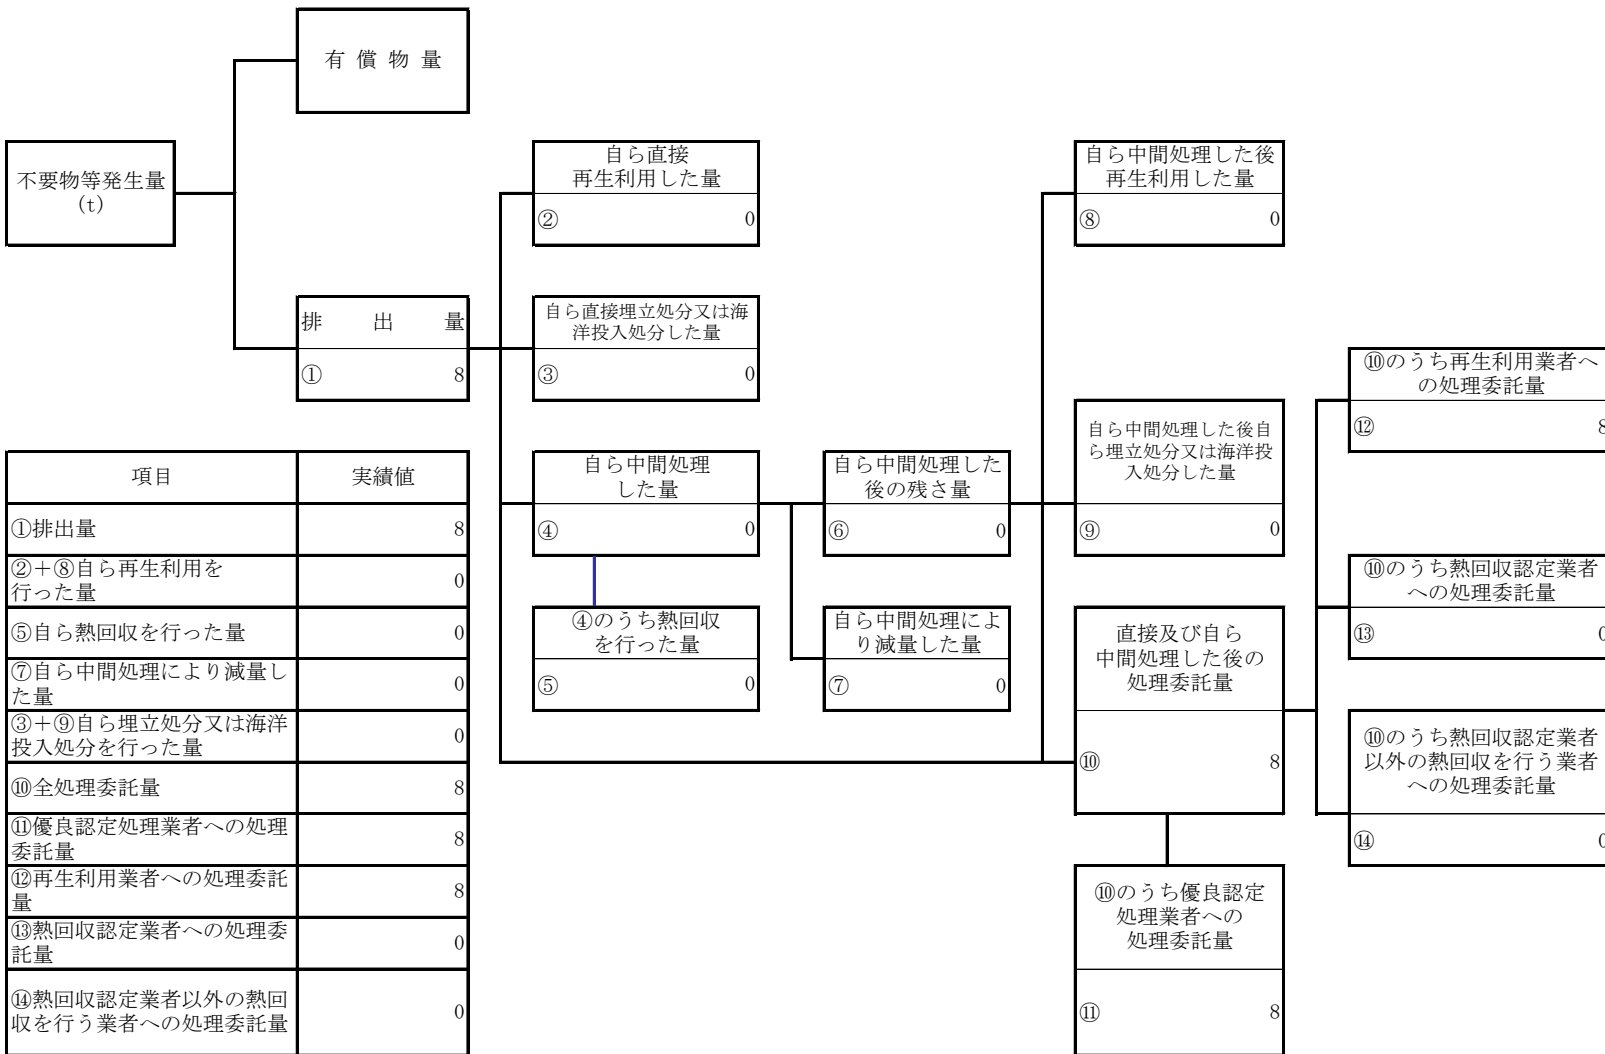 有償物量
不要物等発生量
(t)
排出量
① 8
自ら直接
再生利用した量
② 0
自ら直接埋立処分又は海
洋投入処分した量
③ 0
自ら中間処理
した量
④ 0
④のうち熱回収
を行った量
⑤ 0
自ら中間処理した
後の残さ量
⑥ 0
自ら中間処理によ
り減量した量
⑦ 0
自ら中間処理した後
再生利用した量
⑧ 0
自ら中間処理した後自
ら埋立処分又は海洋投
入処分した量
⑨ 0
直接及び自ら
中間処理した後の
処理委託量
⑩ 8
⑩のうち優良認定
処理業者への
処理委託量
⑪ 8
⑩のうち再生利用業者へ
の処理委託量
⑫ 8
⑩のうち熱回収認定業者
への処理委託量
⑬ 0
⑩のうち熱回収認定業者
以外の熱回収を行う業者
への処理委託量
⑭ 0
項目 実績値
①排出量 8
②+⑧自ら再生利用を
行った量 0
⑤自ら熱回収を行った量 0
⑦自ら中間処理により減量し
た量 0
③+⑨自ら埋立処分又は海洋
投入処分を行った量 0
⑩全処理委託量 8
⑪優良認定処理業者への処理
委託量 8
⑫再生利用業者への処理委託
量 8
⑬熱回収認定業者への処理委
託量 0
⑭熱回収認定業者以外の熱回
収を行う業者への処理委託量 0